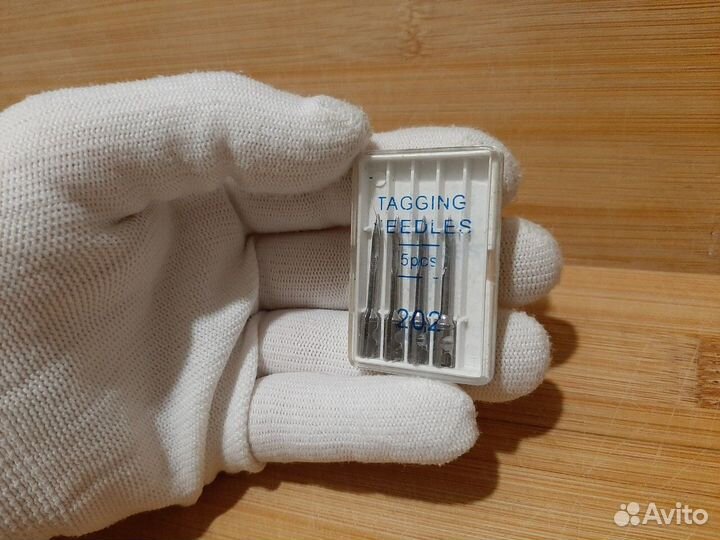 TAGGING
NEEDLES
5pcs
202
Avito